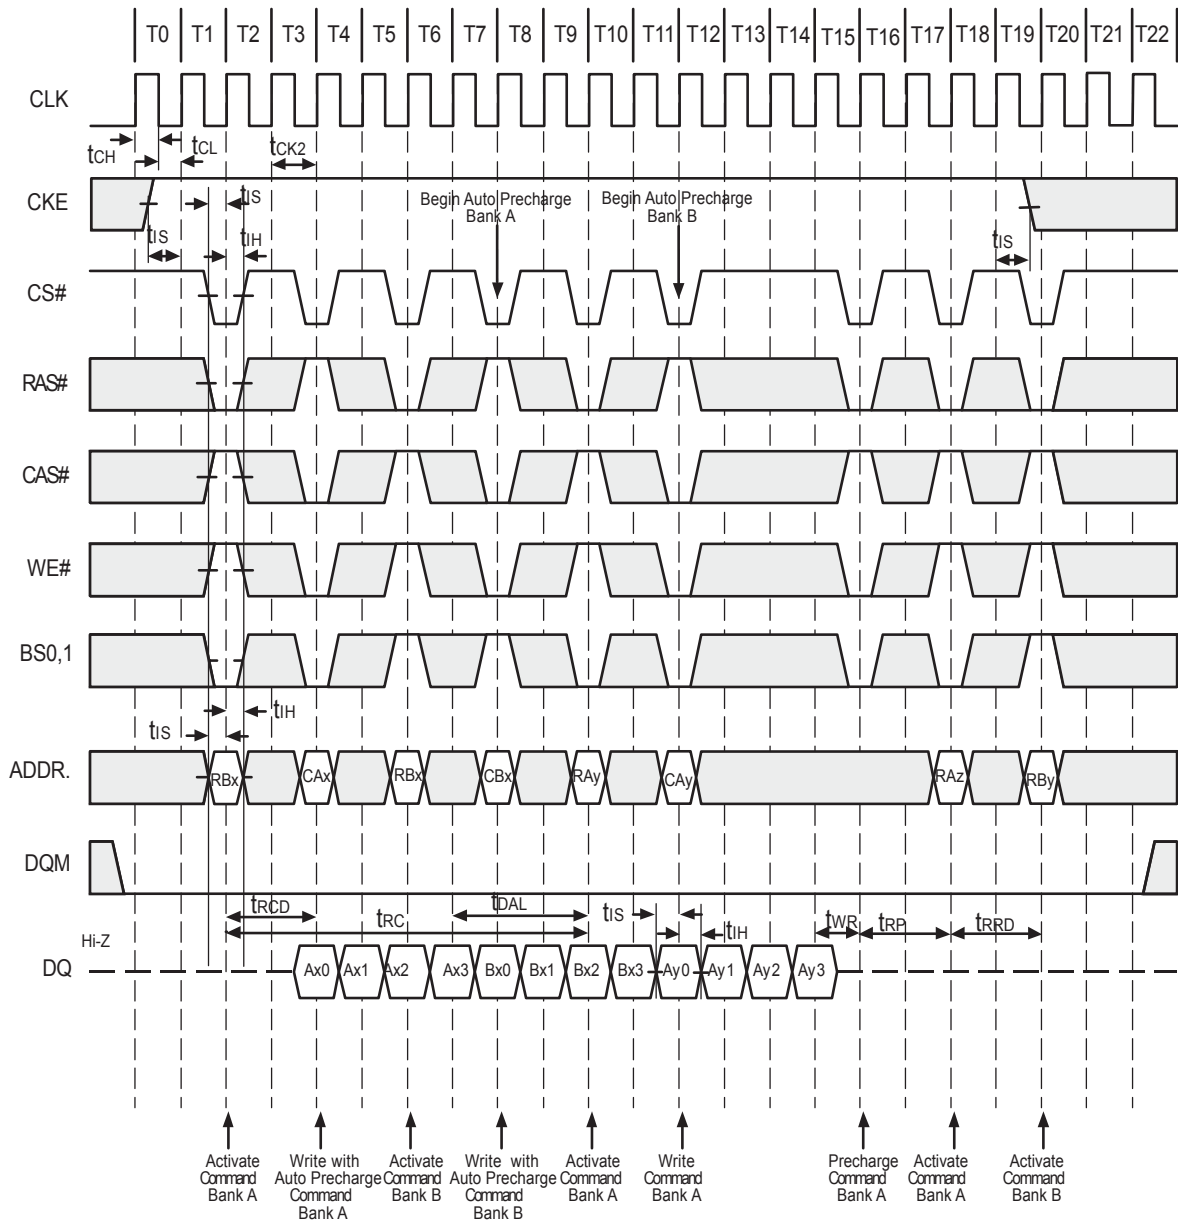 T0 T1 T2 T3 T4 T5 T6 T7 T8 T9 T10 T11 T12 T13 T14 T15 T16 T17 T18 T19 T20 T21 T22
CLK
tCH tCL tCK2
CKE
tIS
Begin Auto Precharge
Bank A
Begin Auto Precharge
Bank B
tIS
tIH
tIS
CS#
RAS#
CAS#
WE#
BS0,1
tIH
tIS
ADDR.
RBx CAx RBx CBx RAy CAy RAz RBy
DQM
tRCD
tRC
tDAL
tIS
tIH
tWR
tRP
tRRD
Hi-Z
DQ
Ax0 Ax1 Ax2 Ax3 Bx0 Bx1 Bx2 Bx3 Ay0 Ay1 Ay2 Ay3
Activate
Command
Bank A
Write with
Auto Precharge
Command
Bank A
Activate
Command
Bank B
Write with
Auto Precharge
Command
Bank B
Activate
Command
Bank A
Write
Command
Bank A
Precharge
Command
Bank A
Activate
Command
Bank A
Activate
Command
Bank B